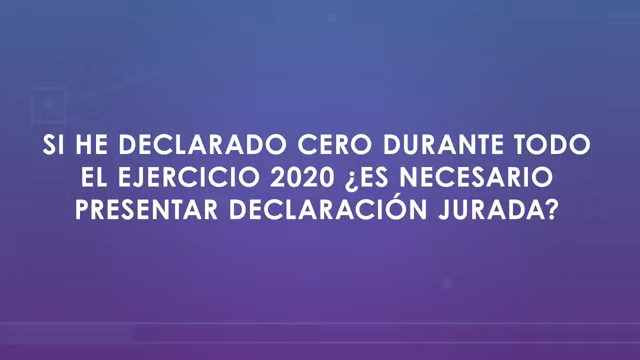 SI HE DECLARADO CERO DURANTE TODO
EL EJERCICIO 2020 ¿ES NECESARIO
PRESENTAR DECLARACIÓN JURADA?